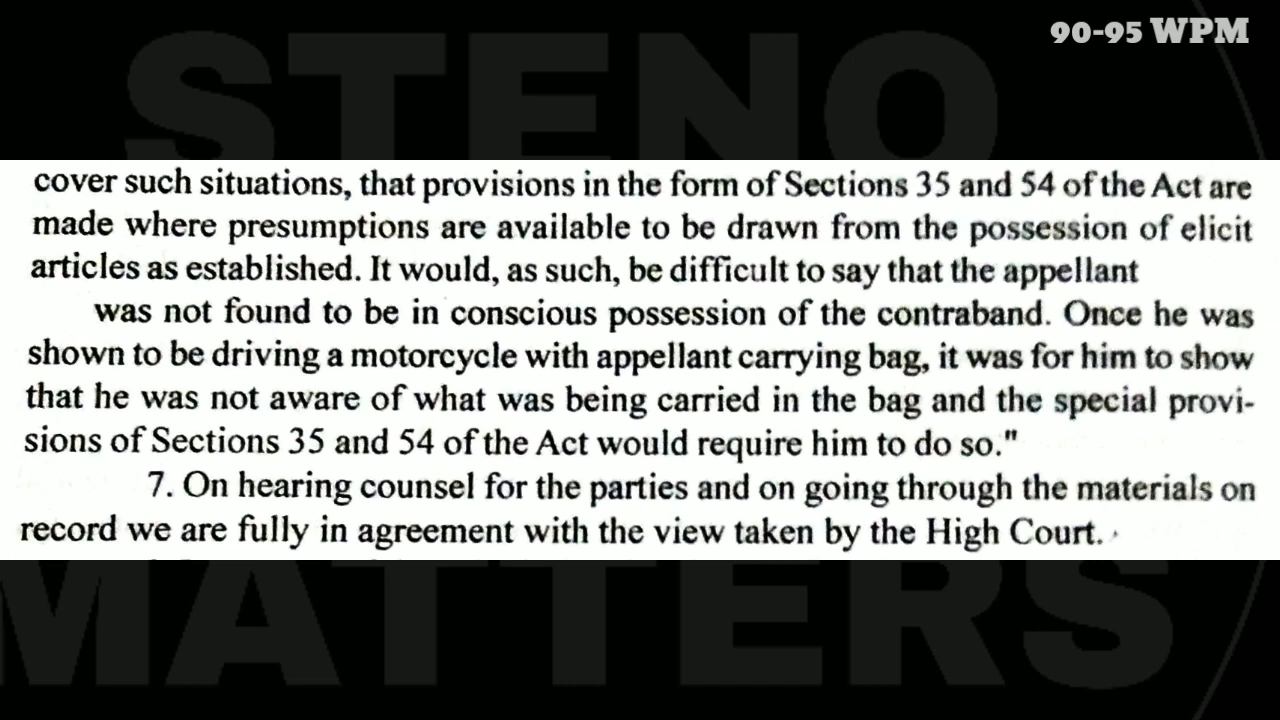 90-95 WPM
STENO
cover such situations, that provisions in the form of Sections 35 and 54 of the Act are
made where presumptions are available to be drawn from the possession of elicit
articles as established. It would, as such, be difficult to say that the appellant
was not found to be in conscious possession of the contraband. Once he was
shown to be driving a motorcycle with appellant carrying bag, it was for him to show
that he was not aware of what was being carried in the bag and the special provi-
sions of Sections 35 and 54 of the Act would require him to do so."
7. On hearing counsel for the parties and on going through the materials on
record we are fully in agreement with the view taken by the High Court.
MATTERS